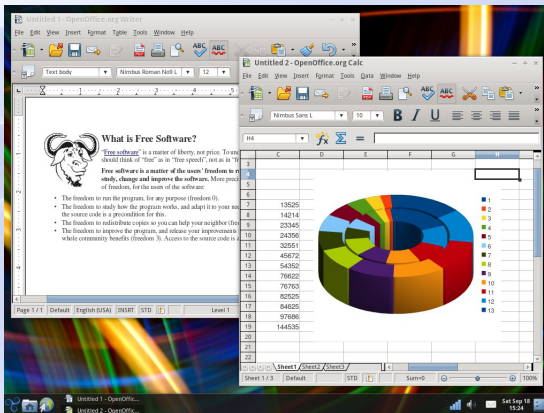 Untitled 1 - OpenOffice.org Writer
File Edit View Insert Format Table Tools Window Help
Text body
Nimbus Roman No9 L
12
What is Free Software?
"Free software" is a matter of liberty, not price. To un
should think of "free" as in "free speech", not as in "f
Free software is a matter of the users' freedom to r
study, change and improve the software. More preci
of freedom, for the users of the software:
The freedom to run the program, for any purpose (freedom 0).
The freedom to study how the program works, and adapt it to your nee
the source code is a precondition for this.
The freedom to redistribute copies so you can help your neighbor (fre
The freedom to improve the program, and release your improvements
whole community benefits (freedom 3). Access to the source code is a
Page 1 / 1 Default English (USA) INSRT STD Level 1
Untitled 2 - OpenOffice.org Calc
File Edit View Insert Format Tools Data Window Help
Nimbus Sans L
10
B I U
H4
C D E F G H
3
4
5
6
7 13525
8 14214
9 23345
10 24356
11 32551
12 45672
13 54352
14 76622
15 76763
16 82525
17 84625
18 97686
19 144535
20
21
22
1
2
3
4
5
6
7
8
9
10
11
12
13
Sheet1 Sheet2 Sheet3
Sheet 1 / 3 Default STD Sum=0 100%
Untitled 1 - OpenOffic...
Untitled 2 - OpenOffic...
Sat Sep 18
15:24